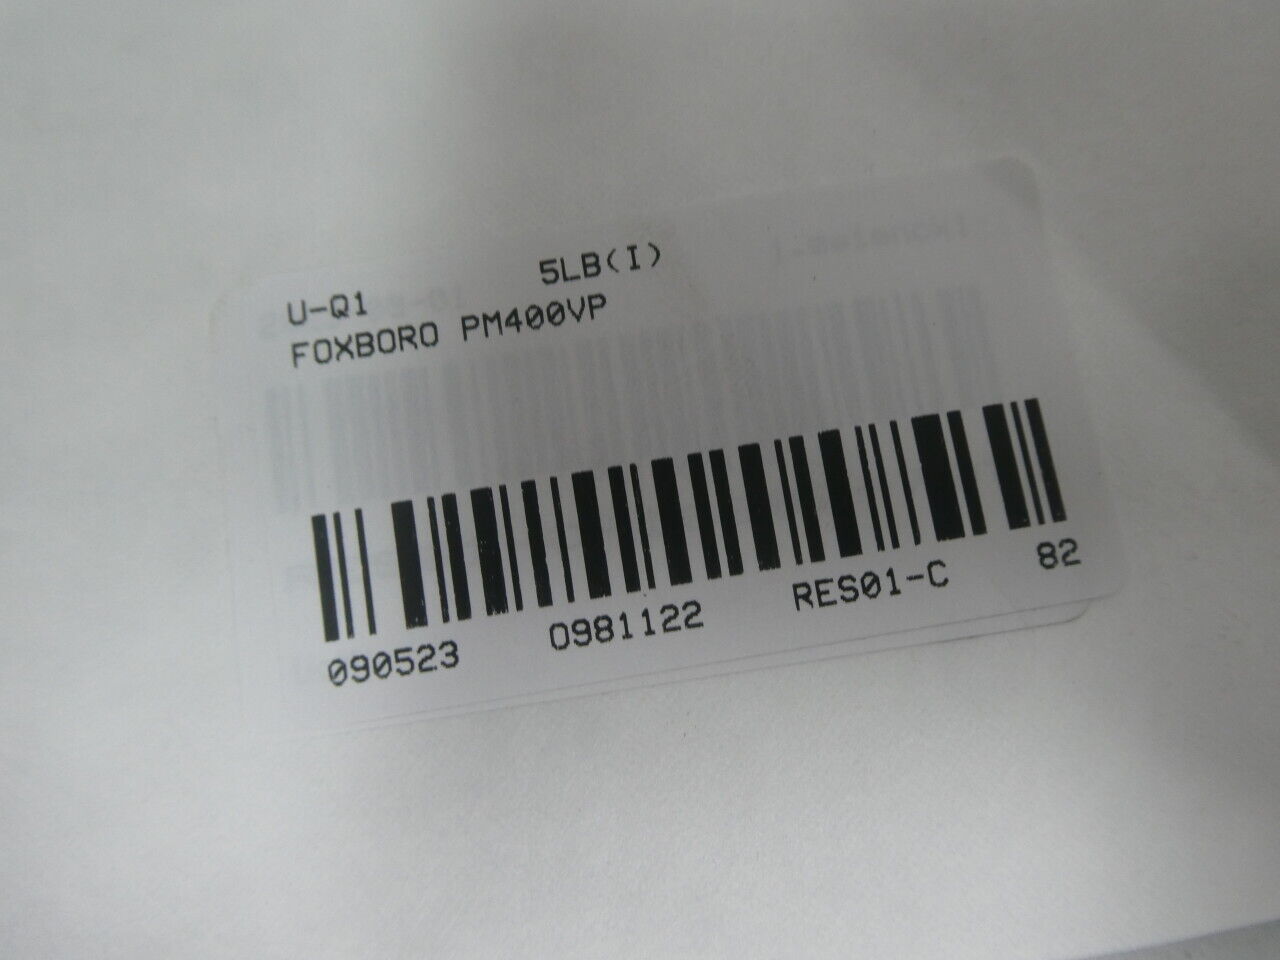 U-Q1 5LB(I)
FOXBORO PM400VP
090523 0981122 RES01-C 82